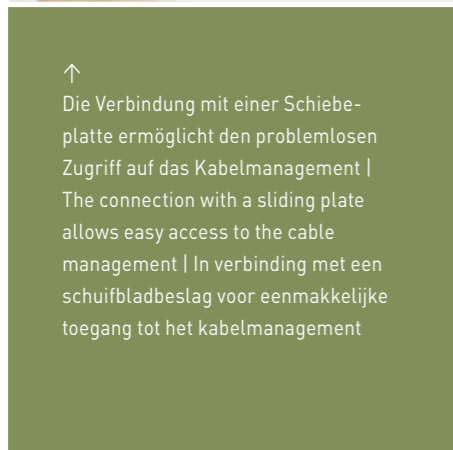 ↑
Die Verbindung mit einer Schiebe-
platte ermöglicht den problemlosen
Zugriff auf das Kabelmanagement |
The connection with a sliding plate
allows easy access to the cable
management | In verbinding met een
schuifbladbeslag voor eenmakkelijke
toegang tot het kabelmanagement